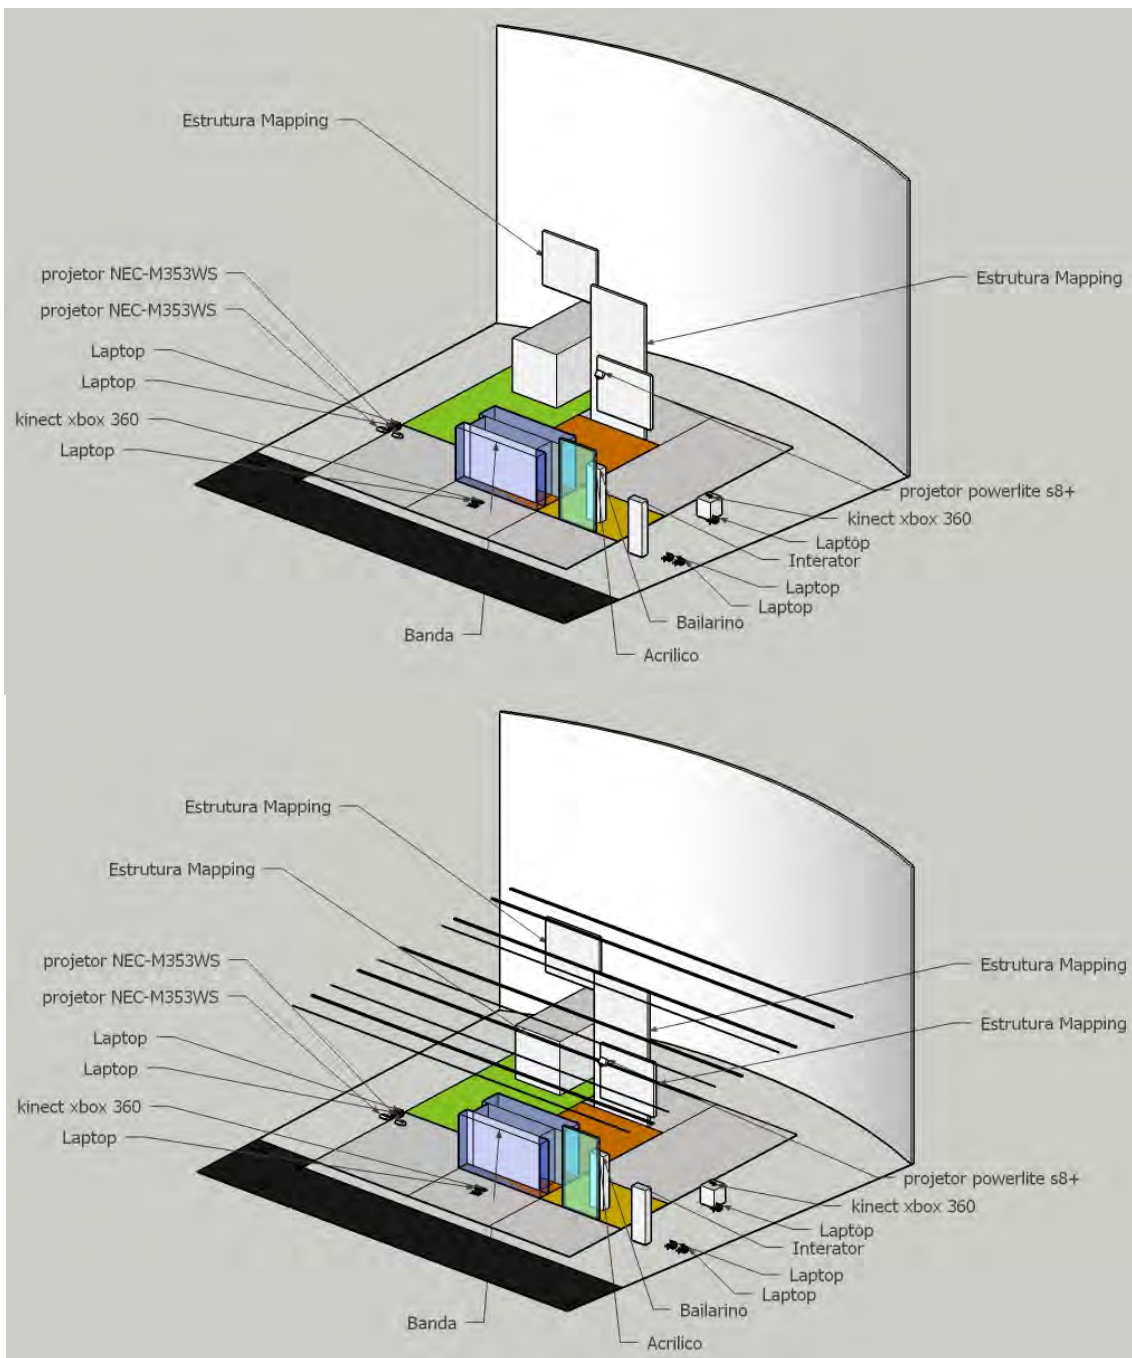 Estrutura Mapping
projetor NEC-M353WS
Estrutura Mapping
projetor NEC-M353WS
Laptop
Laptop
kinect xbox 360
Laptop
projetor powerlite s8+
kinect xbox 360
Laptop
Interator
Laptop
Laptop
Bailarino
Banda
Acrilico
Estrutura Mapping
Estrutura Mapping
projetor NEC-M353WS
Estrutura Mapping
projetor NEC-M353WS
Estrutura Mapping
Laptop
Laptop
kinect xbox 360
Laptop
projetor powerlite s8+
kinect xbox 360
Laptop
Interator
Laptop
Laptop
Bailarino
Banda
Acrilico